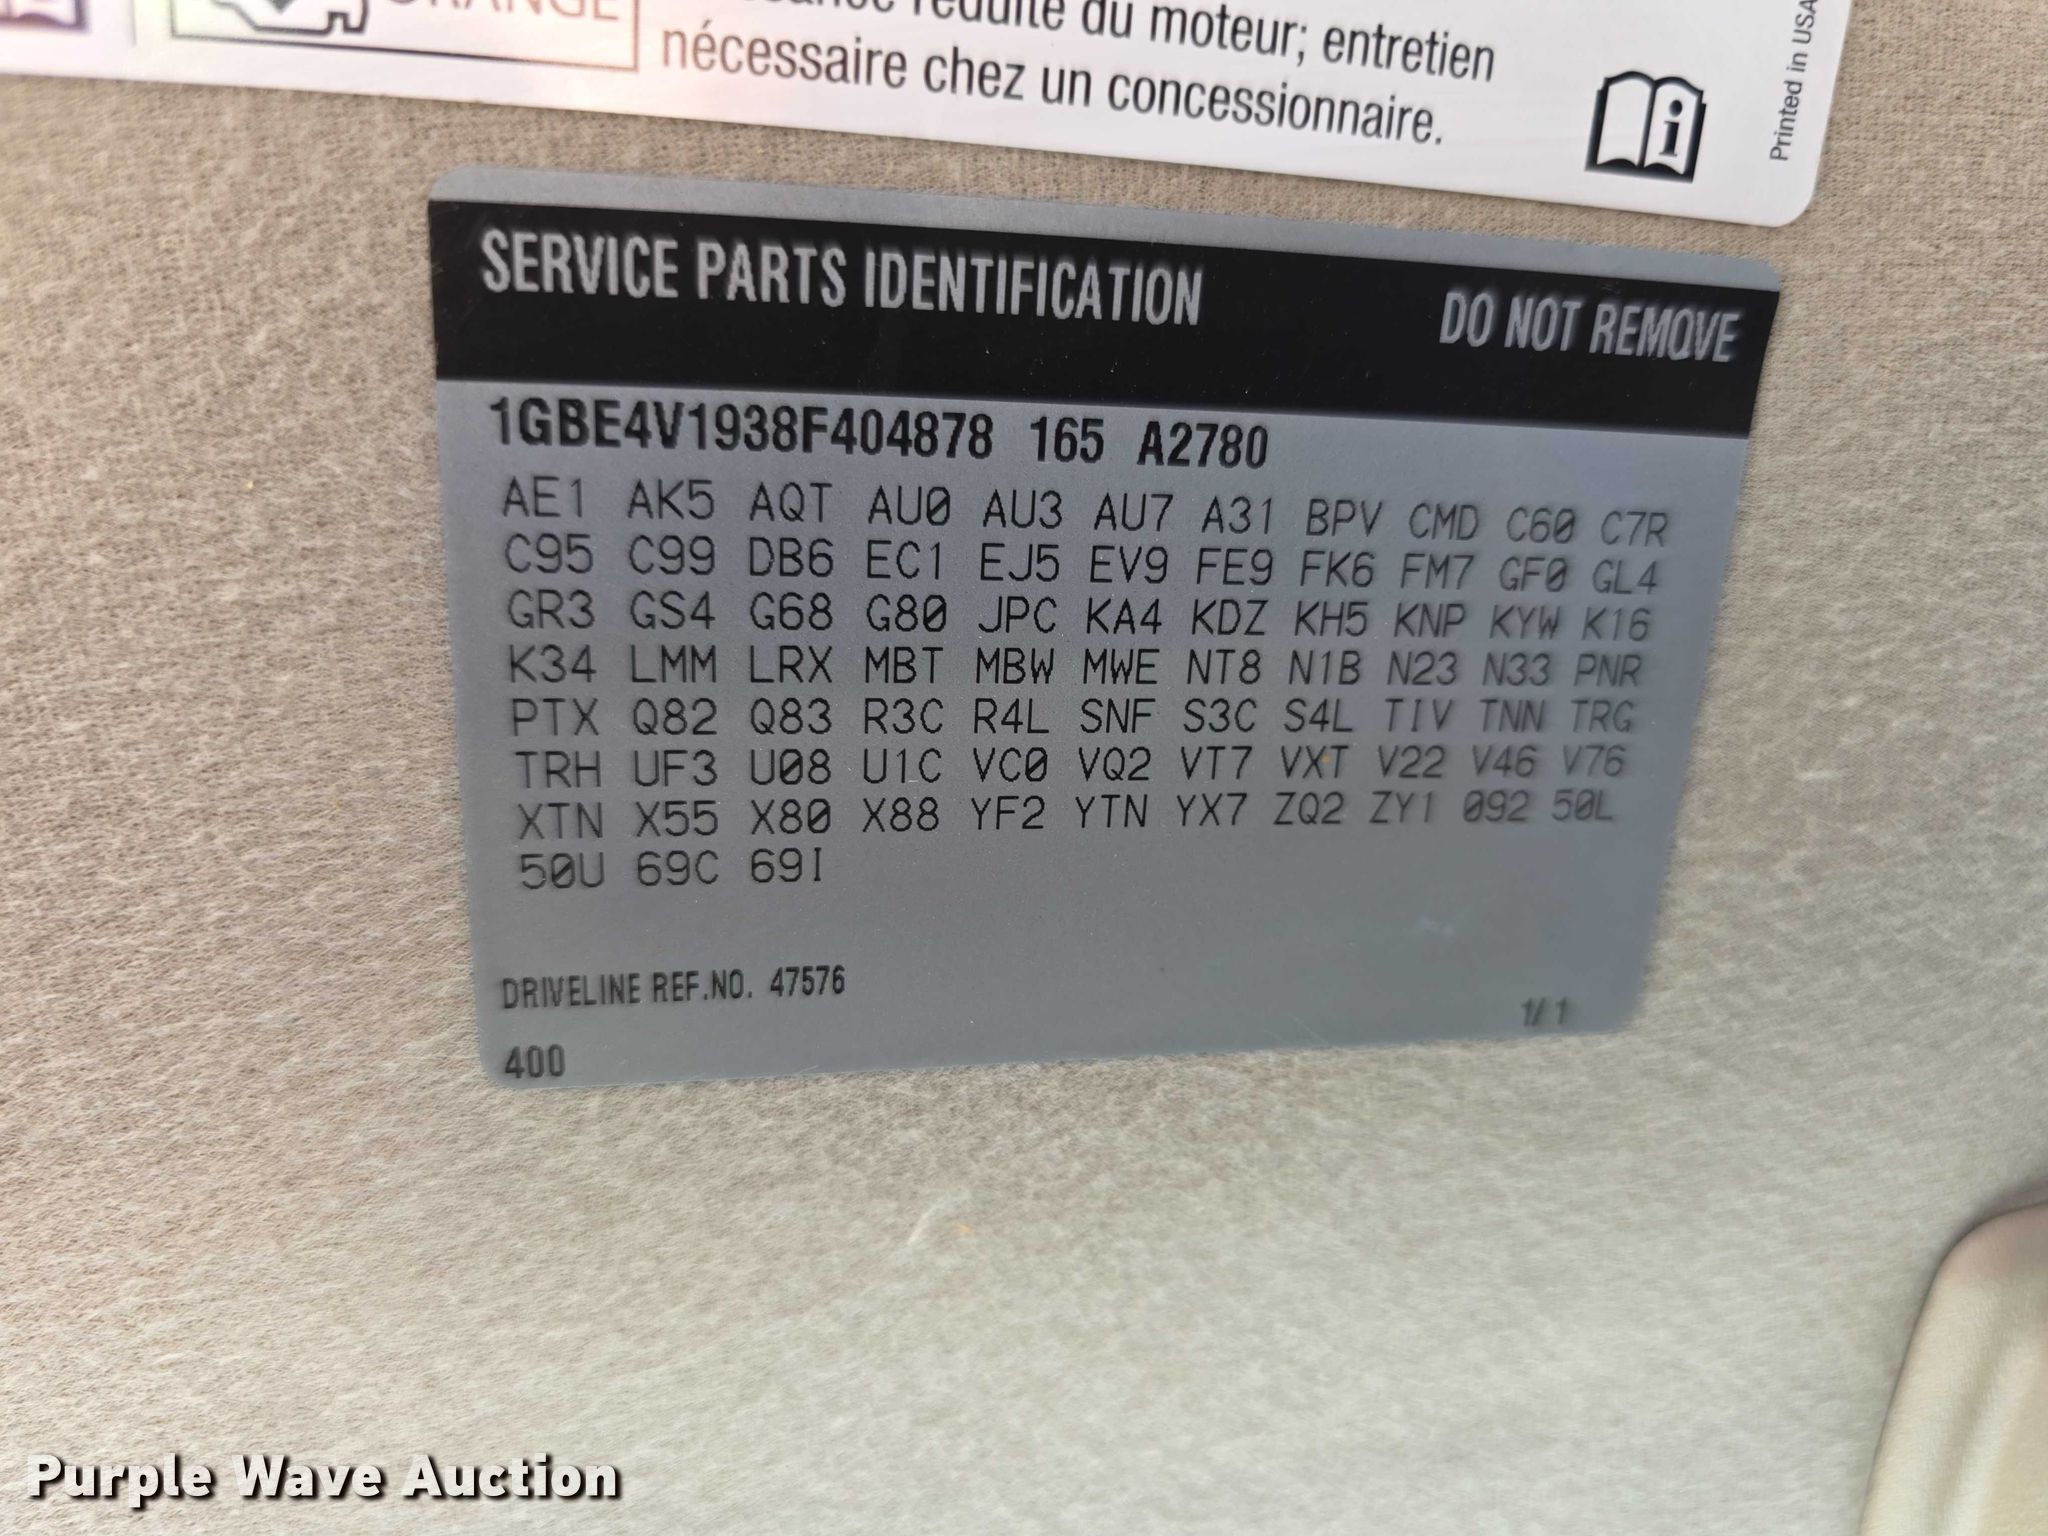 ORANGE
réduite du moteur; entretien
nécessaire chez un concessionnaire.
Printed in USA
SERVICE PARTS IDENTIFICATION DO NOT REMOVE
1GBE4V1938F404878 165 A2780
AE1 AK5 AQT AU0 AU3 AU7 A31 BPV CMD C60 C7R
C95 C99 DB6 EC1 EJ5 EV9 FE9 FK6 FM7 GF0 GL4
GR3 GS4 G68 G80 JPC KA4 KDZ KH5 KNP KYW K16
K34 LMM LRX MBT MBW MWE NT8 N1B N23 N33 PNR
PTX Q82 Q83 R3C R4L SNF S3C S4L TIV TNN TRG
TRH UF3 U08 U1C VC0 VQ2 VT7 VXT V22 V46 V76
XTN X55 X80 X88 YF2 YTN YX7 ZQ2 ZY1 092 50L
50U 69C 69I
DRIVELINE REF.NO. 47576
1/1
400
Purple Wave Auction